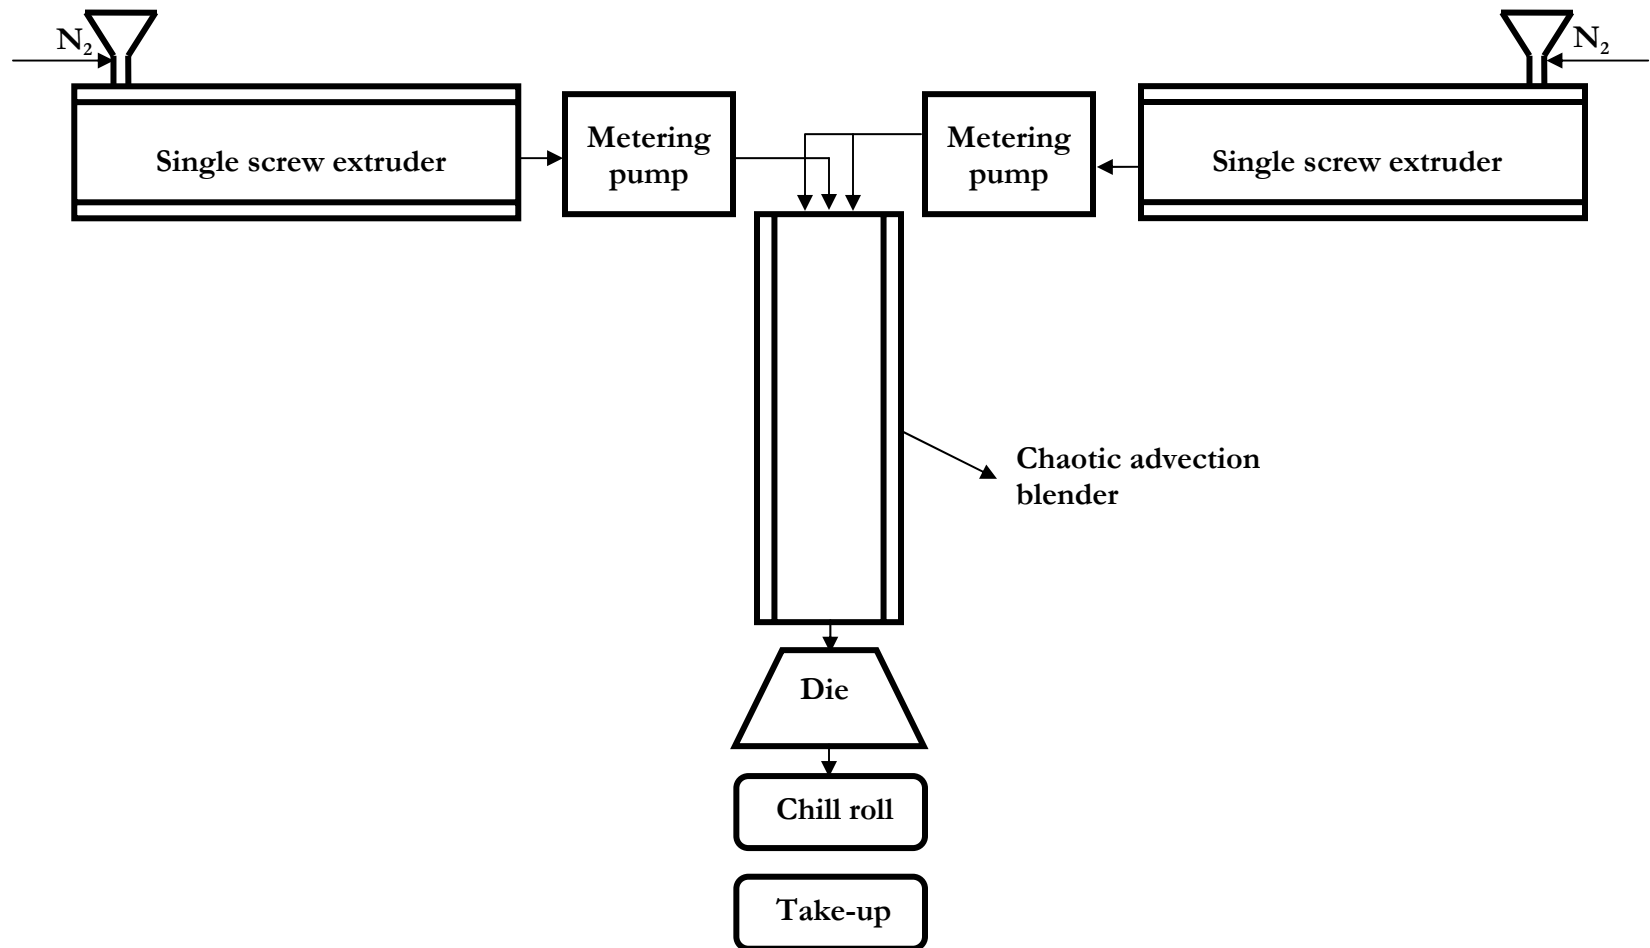 N₂
N₂
Single screw extruder
Metering
pump
Metering
pump
Single screw extruder
Chaotic advection
blender
Die
Chill roll
Take-up